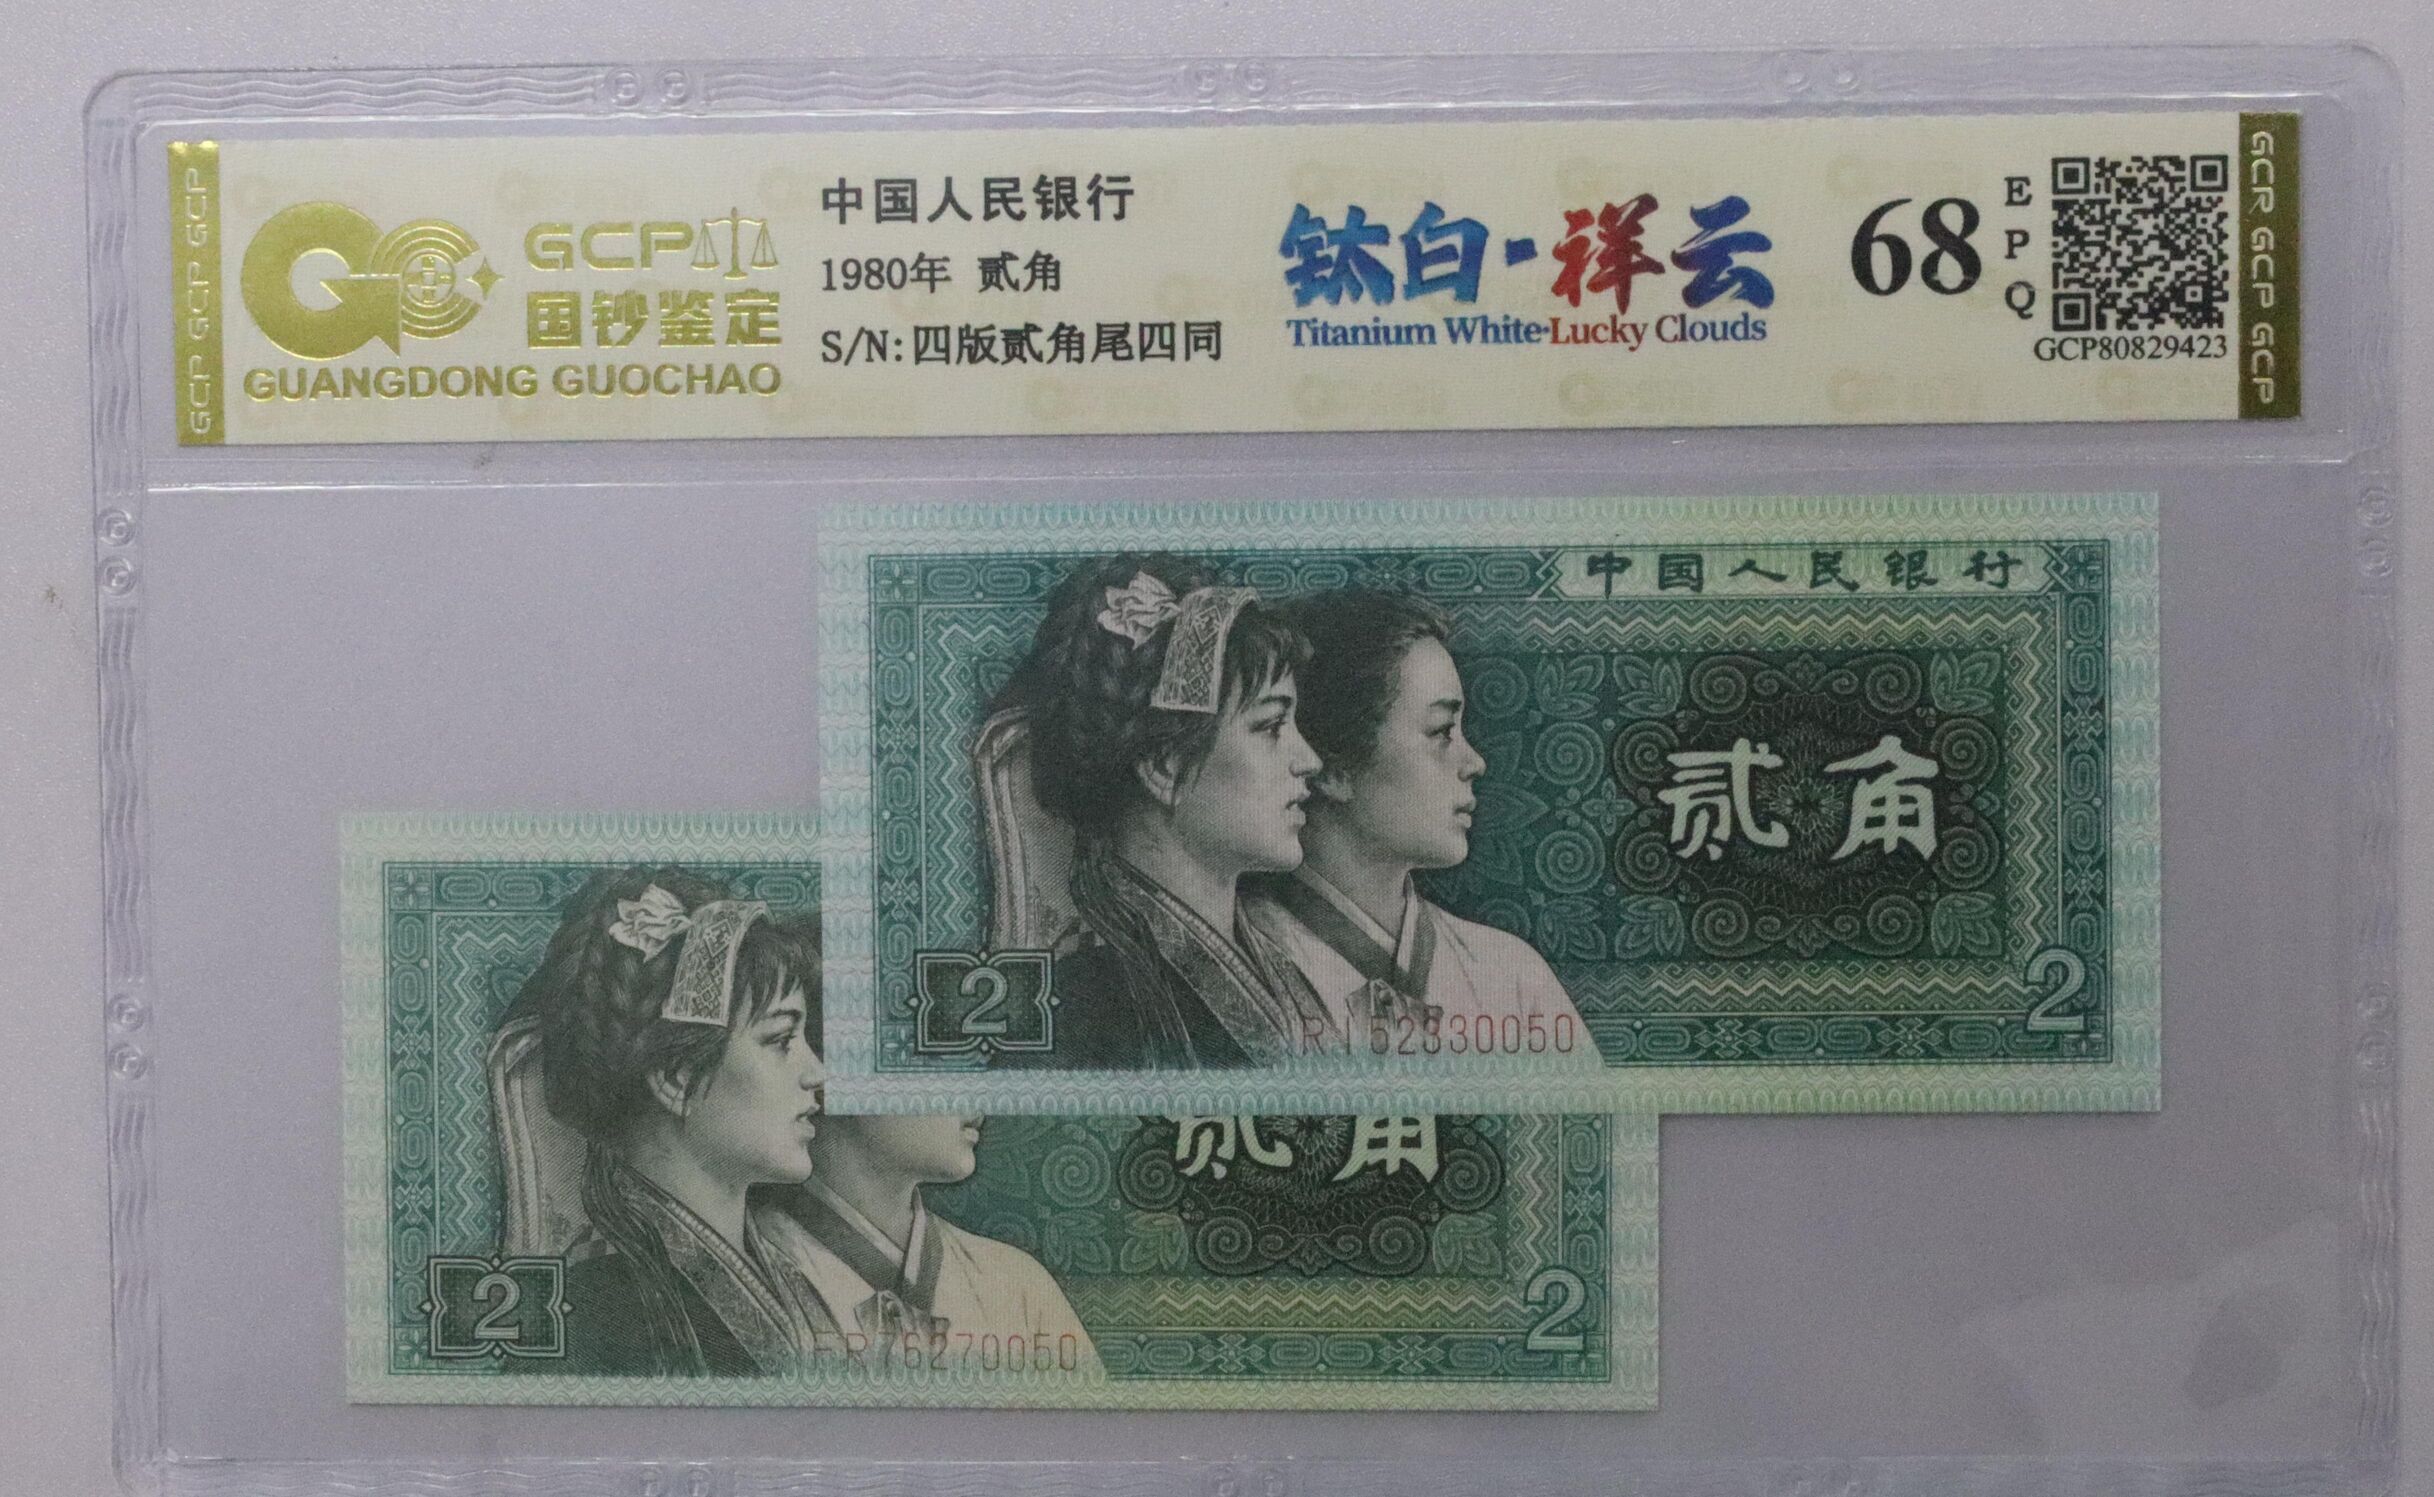 GCP GCP GCP
GCP
国钞鉴定
GUANGDONG GUOCHAO
中国人民银行
1980年 贰角
S/N:四版贰角尾四同
钛白·祥云
Titanium White·Lucky Clouds
68
EPQ
GCP80829423
GCP GCP GCP
中国人民银行
贰角
2
2
RI52330050
贰角
2
2
FR76270050